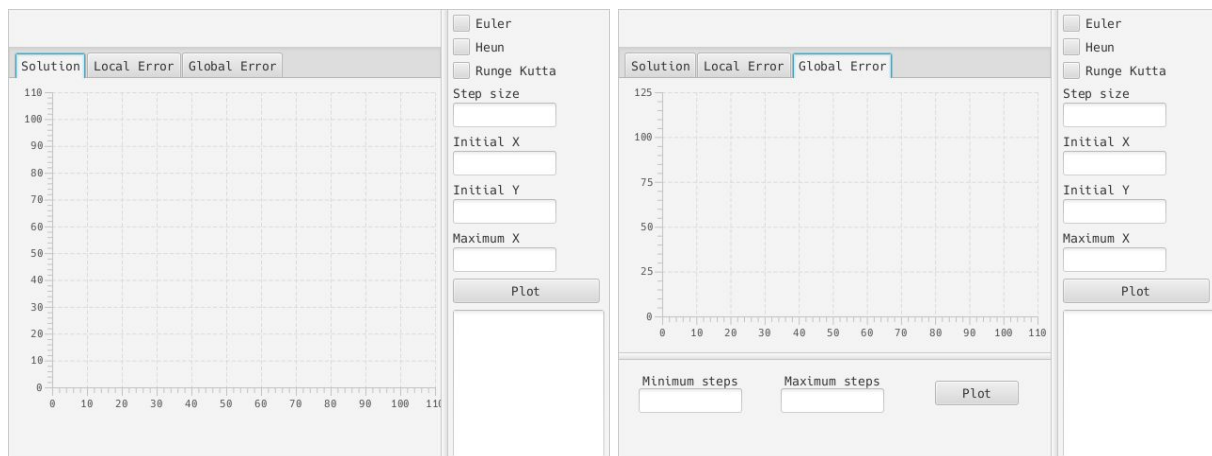 Euler
Heun
Runge Kutta
Solution Local Error Global Error
Step size
110
100
90
80
70
60
50
40
30
20
10
0
0 10 20 30 40 50 60 70 80 90 100 110
Initial X
Initial Y
Maximum X
Plot
Euler
Heun
Runge Kutta
Solution Local Error Global Error
Step size
125
100
75
50
25
0
0 10 20 30 40 50 60 70 80 90 100 110
Initial X
Initial Y
Maximum X
Plot
Minimum steps Maximum steps Plot